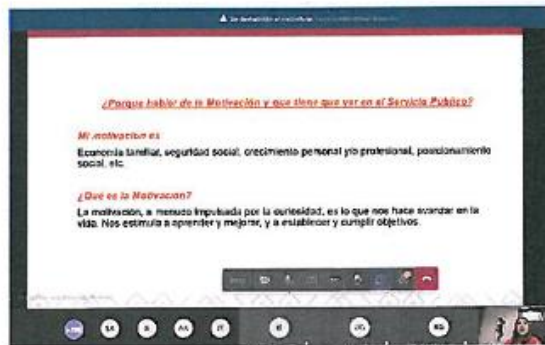 ¿Porque hablar de la Motivación y que tiene que ver en el Servicio Publico?
Mi motivacion es
Economía familiar, seguridad social, crecimiento personal y/o profesional, posicionamiento
social, etc.
¿Qué es la Motivación?
La motivación, a menudo impulsada por la curiosidad, es lo que nos hace avanzar en la
vida. Nos estimula a aprender y mejorar, y a establecer y cumplir objetivos.